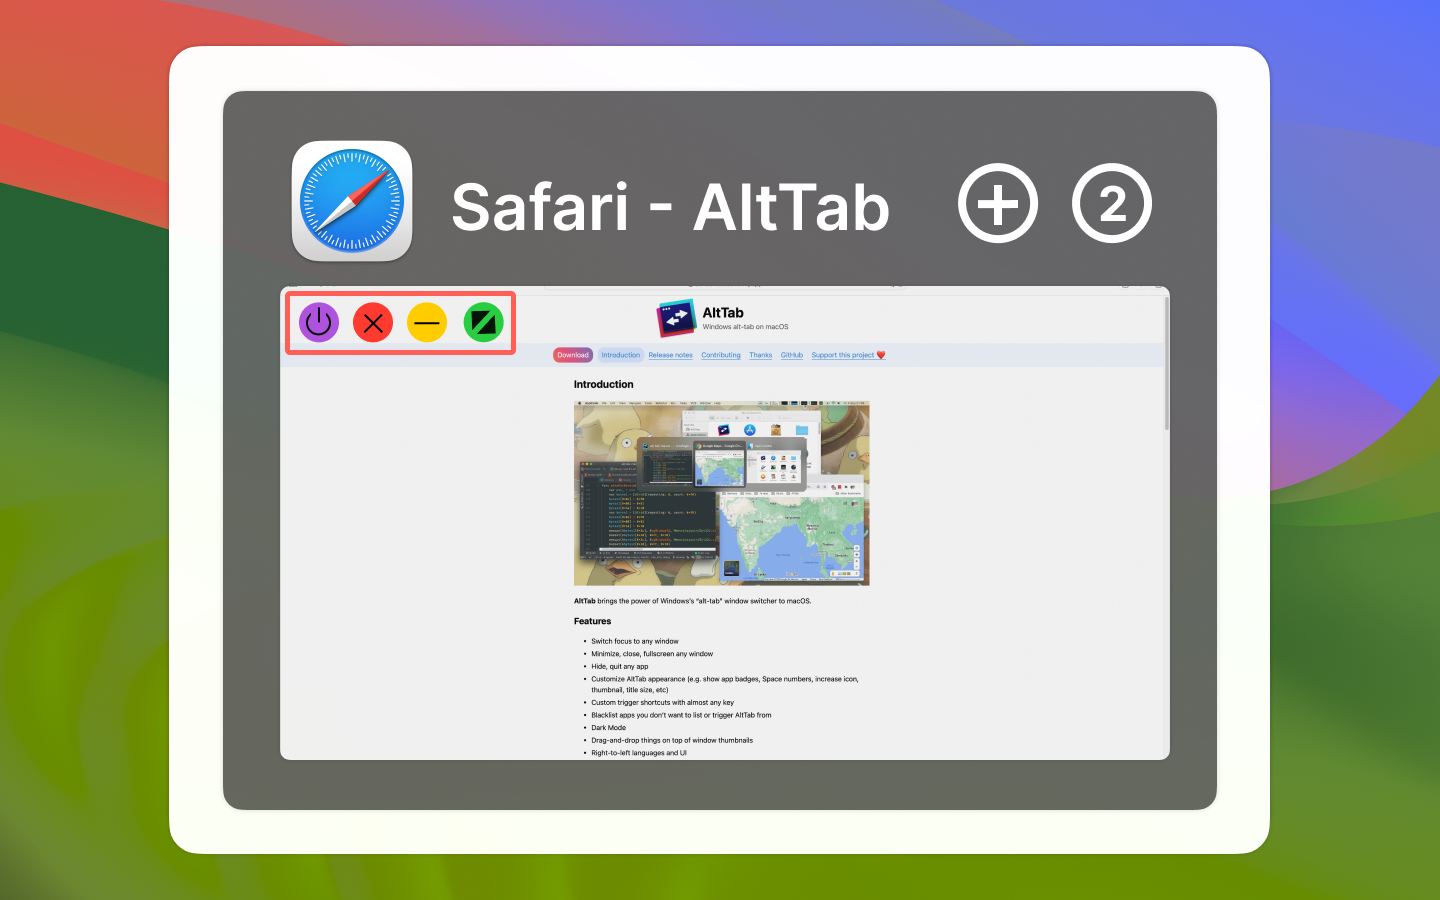 Safari - AltTab
2
AltTab
Windows alt-tab on macOS
Download Introduction Release notes Contributing Thanks GitHub Support this project ❤️
Introduction
AltTab brings the power of Windows's "alt-tab" window switcher to macOS.
Features
• Switch focus to any window
• Minimize, close, fullscreen any window
• Hide, quit any app
• Customize AltTab appearance (e.g. show app badges, Space numbers, increase icon,
thumbnail, title size, etc)
• Custom trigger shortcuts with almost any key
• Blacklist apps you don't want to list or trigger AltTab from
• Dark Mode
• Drag-and-drop things on top of window thumbnails
• Right-to-left languages and UI